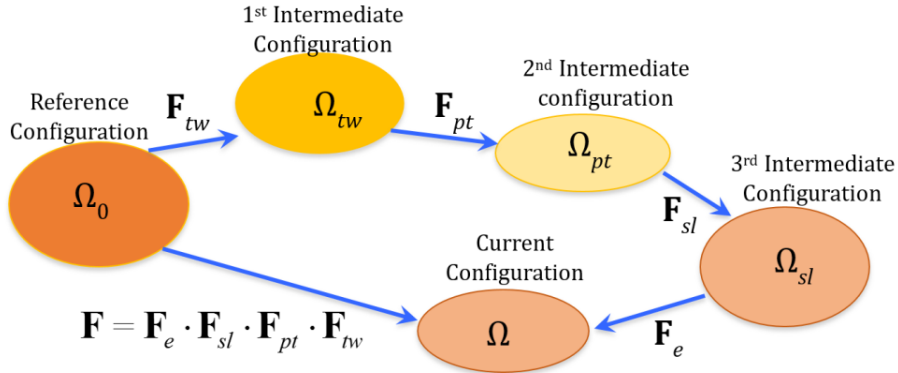 1st Intermediate
Configuration
Reference
Configuration
F_tw
Ω_tw
F_pt
2nd Intermediate
configuration
Ω_pt
Ω_0
F_sl
3rd Intermediate
Configuration
Ω_sl
Current
Configuration
Ω
F_e
F = F_e · F_sl · F_pt · F_tw